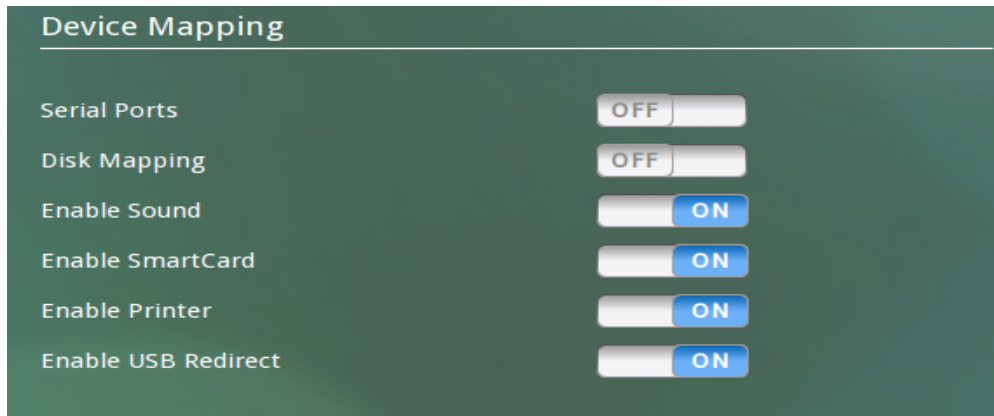 Device Mapping
Serial Ports OFF
Disk Mapping OFF
Enable Sound ON
Enable SmartCard ON
Enable Printer ON
Enable USB Redirect ON